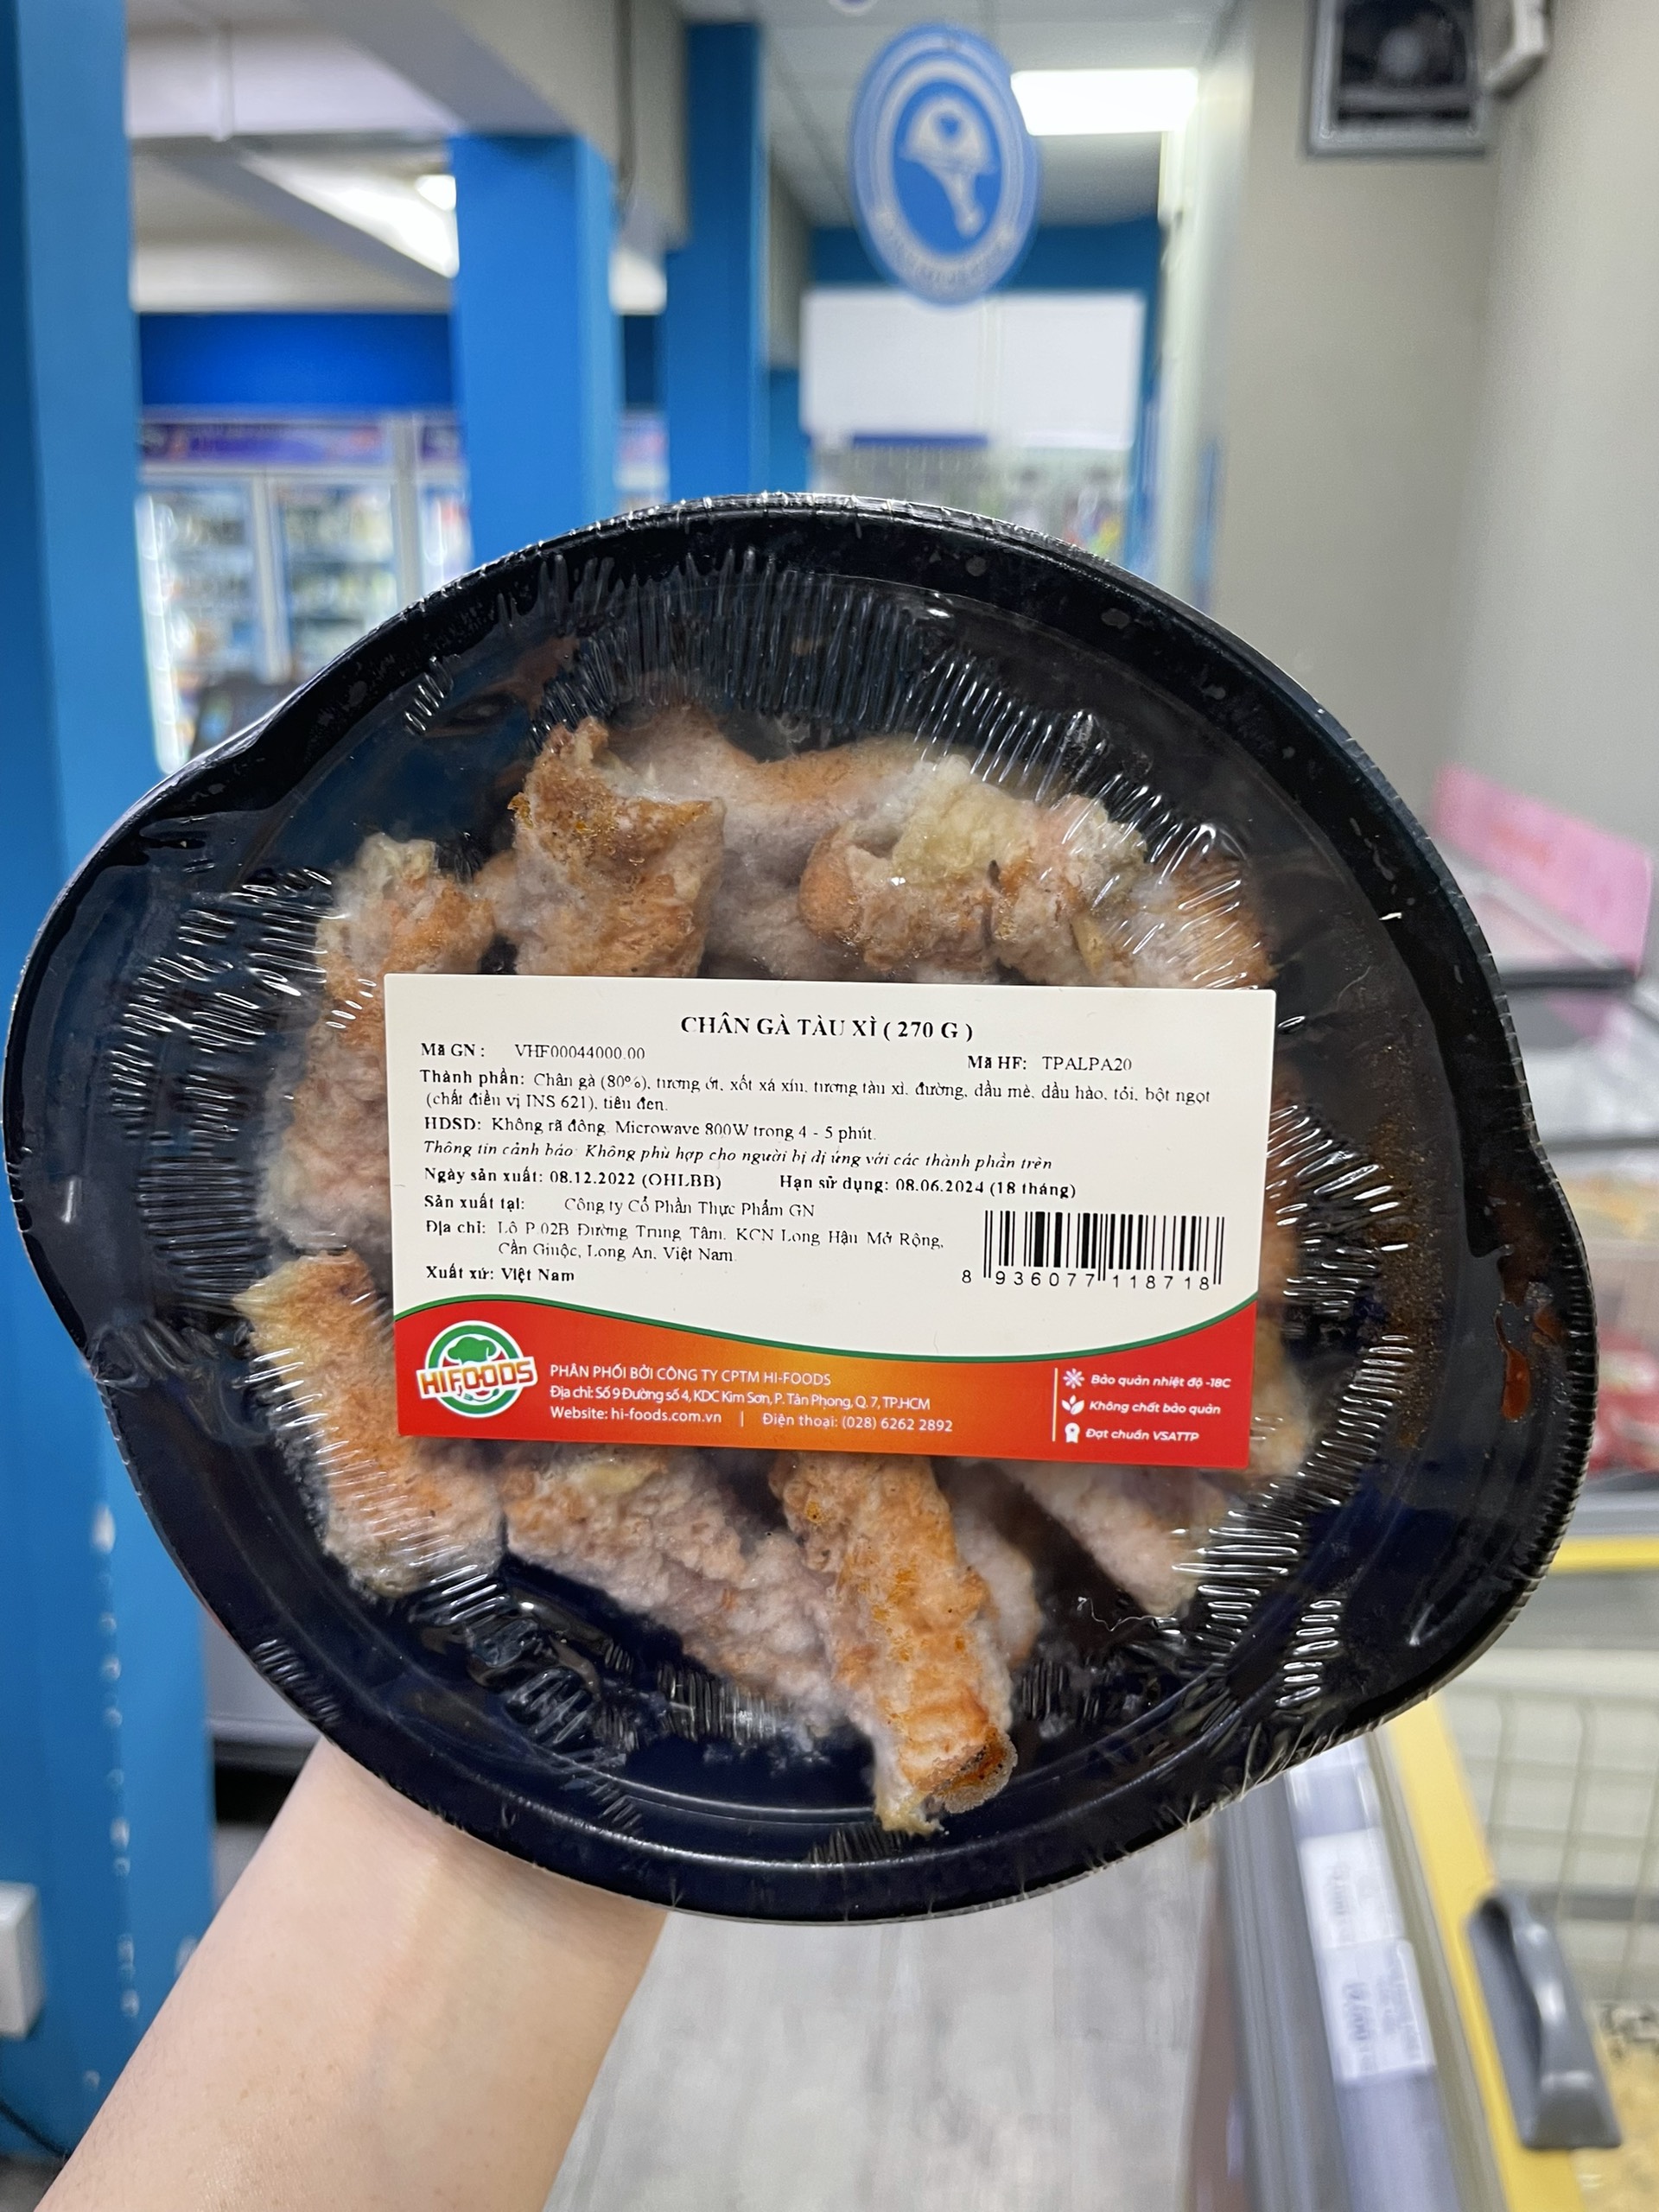 CHÂN GÀ TÀU XÌ ( 270 G )
Mã GN : VHF00044000.00 Mã HF: TPALPA20
Thành phần: Chân gà (80%), tương ớt, xốt xá xíu, tương tàu xì, đường, dầu mè, dầu hào, tỏi, bột ngọt
(chất điều vị INS 621), tiêu đen.
HDSD: Không rã đông. Microwave 800W trong 4 - 5 phút.
Thông tin cảnh báo: Không phù hợp cho người bị dị ứng với các thành phần trên
Ngày sản xuất: 08.12.2022 (OHLBB) Hạn sử dụng: 08.06.2024 (18 tháng)
Sản xuất tại: Công ty Cổ Phần Thực Phẩm GN
Địa chỉ: Lô P.02B Đường Trung Tâm, KCN Long Hậu Mở Rộng,
Cần Giuộc, Long An, Việt Nam.
Xuất xứ: Việt Nam
8 936077 118718
HIFOODS
PHÂN PHỐI BỞI CÔNG TY CPTM HI-FOODS
Địa chỉ: Số 9 Đường số 4, KDC Kim Sơn, P. Tân Phong, Q. 7, TP.HCM
Website: hi-foods.com.vn | Điện thoại: (028) 6262 2892
Bảo quản nhiệt độ -18C
Không chất bảo quản
Đạt chuẩn VSATTP